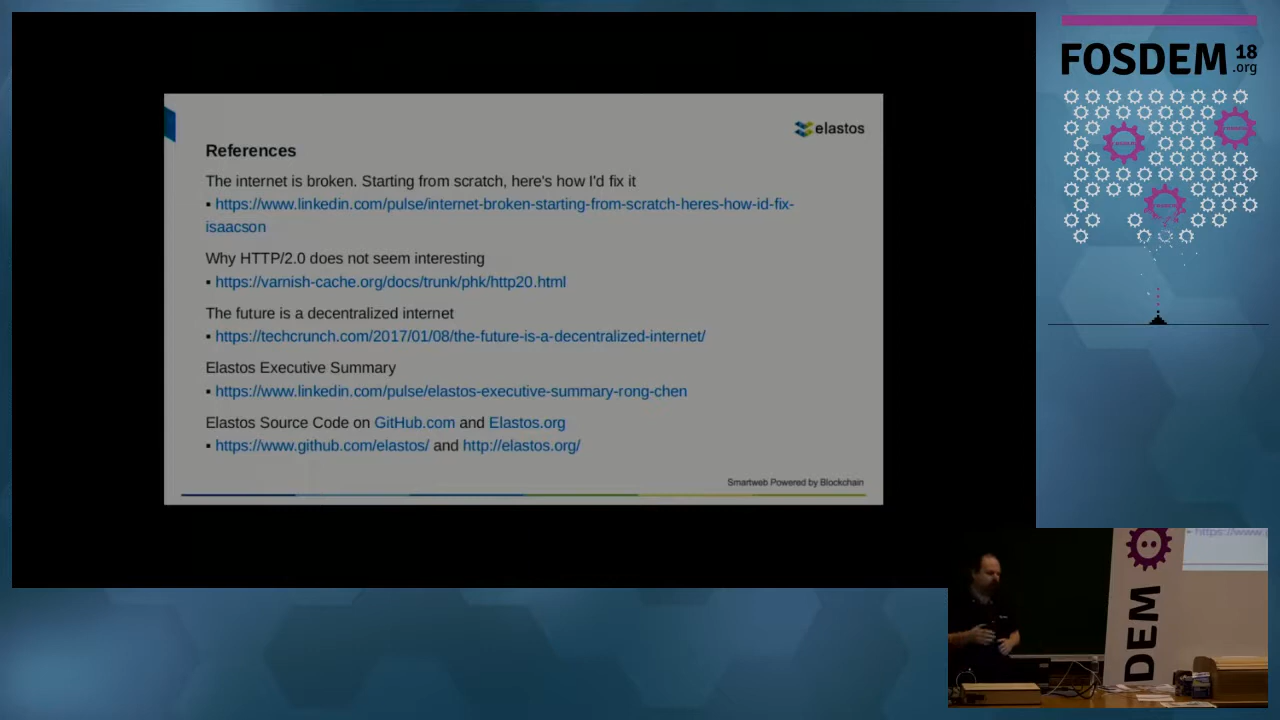 elastos
References
The internet is broken. Starting from scratch, here's how I'd fix it
▪ https://www.linkedin.com/pulse/internet-broken-starting-from-scratch-heres-how-id-fix-
isaacson
Why HTTP/2.0 does not seem interesting
▪ https://varnish-cache.org/docs/trunk/phk/http20.html
The future is a decentralized internet
▪ https://techcrunch.com/2017/01/08/the-future-is-a-decentralized-internet/
Elastos Executive Summary
▪ https://www.linkedin.com/pulse/elastos-executive-summary-rong-chen
Elastos Source Code on GitHub.com and Elastos.org
▪ https://www.github.com/elastos/ and http://elastos.org/
Smartweb Powered by Blockchain
FOSDEM 18
.org
DEM